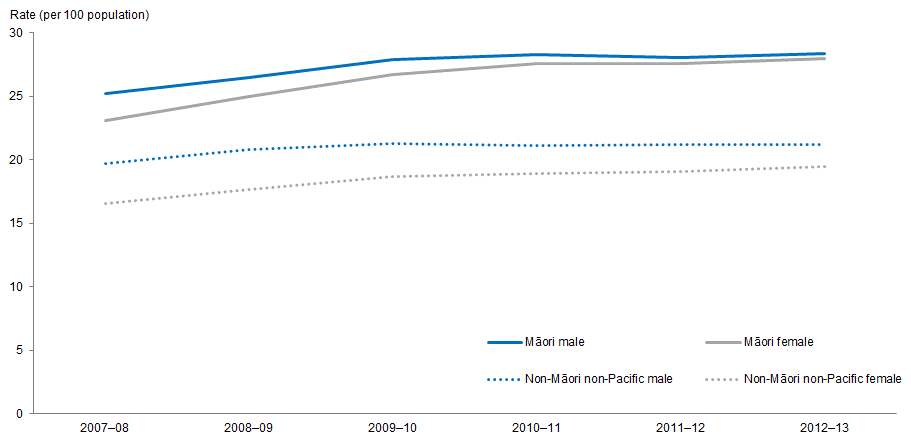 Rate (per 100 population)
30
25
20
15
10
5
0
Māori male
Māori female
Non-Māori non-Pacific male
Non-Māori non-Pacific female
2007–08
2008–09
2009–10
2010–11
2011–12
2012–13